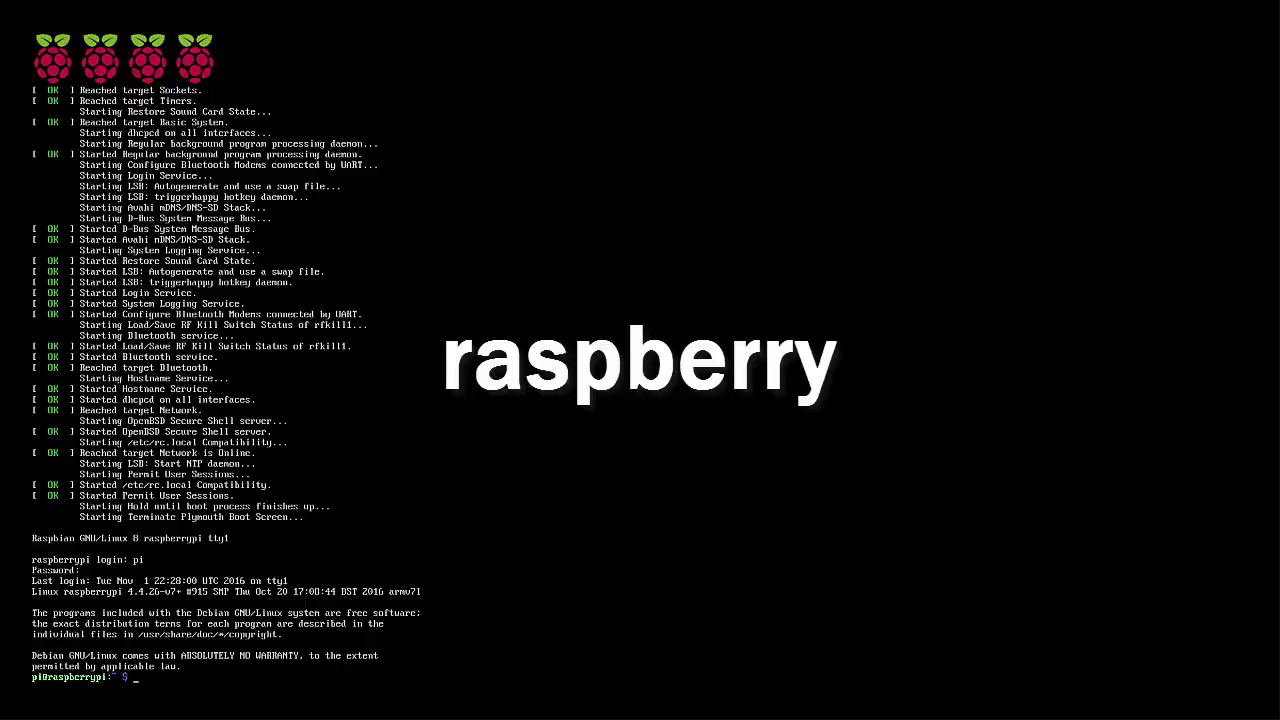 [  OK  ] Reached target Sockets.
[  OK  ] Reached target Timers.
Starting Restore Sound Card State...
[  OK  ] Reached target Basic System.
Starting dhcpcd on all interfaces...
Starting Regular background program processing daemon...
[  OK  ] Started Regular background program processing daemon.
Starting Configure Bluetooth Modems connected by UART...
Starting Login Service...
Starting LSB: Autogenerate and use a swap file...
Starting LSB: triggerhappy hotkey daemon...
Starting Avahi mDNS/DNS-SD Stack...
Starting D-Bus System Message Bus...
[  OK  ] Started D-Bus System Message Bus.
[  OK  ] Started Avahi mDNS/DNS-SD Stack.
Starting System Logging Service...
[  OK  ] Started Restore Sound Card State.
[  OK  ] Started LSB: Autogenerate and use a swap file.
[  OK  ] Started LSB: triggerhappy hotkey daemon.
[  OK  ] Started Login Service.
[  OK  ] Started System Logging Service.
[  OK  ] Started Configure Bluetooth Modems connected by UART.
Starting Load/Save RF Kill Switch Status of rfkill1...
Starting Bluetooth service...
[  OK  ] Started Load/Save RF Kill Switch Status of rfkill1.
[  OK  ] Started Bluetooth service.
[  OK  ] Reached target Bluetooth.
Starting Hostname Service...
[  OK  ] Started Hostname Service.
[  OK  ] Started dhcpcd on all interfaces.
[  OK  ] Reached target Network.
Starting OpenBSD Secure Shell server...
[  OK  ] Started OpenBSD Secure Shell server.
Starting /etc/rc.local Compatibility...
[  OK  ] Reached target Network is Online.
Starting LSB: Start NTP daemon...
Starting Permit User Sessions...
[  OK  ] Started /etc/rc.local Compatibility.
[  OK  ] Started Permit User Sessions.
Starting Hold until boot process finishes up...
Starting Terminate Plymouth Boot Screen...
Raspbian GNU/Linux 8 raspberrypi tty1
raspberrypi login: pi
Password:
Last login: Tue Nov  1 22:28:00 UTC 2016 on tty1
Linux raspberrypi 4.4.26-v7+ #915 SMP Thu Oct 20 17:08:44 BST 2016 armv7l
The programs included with the Debian GNU/Linux system are free software;
the exact distribution terms for each program are described in the
individual files in /usr/share/doc/*/copyright.
Debian GNU/Linux comes with ABSOLUTELY NO WARRANTY, to the extent
permitted by applicable law.
pi@raspberrypi:~ $ _
raspberry